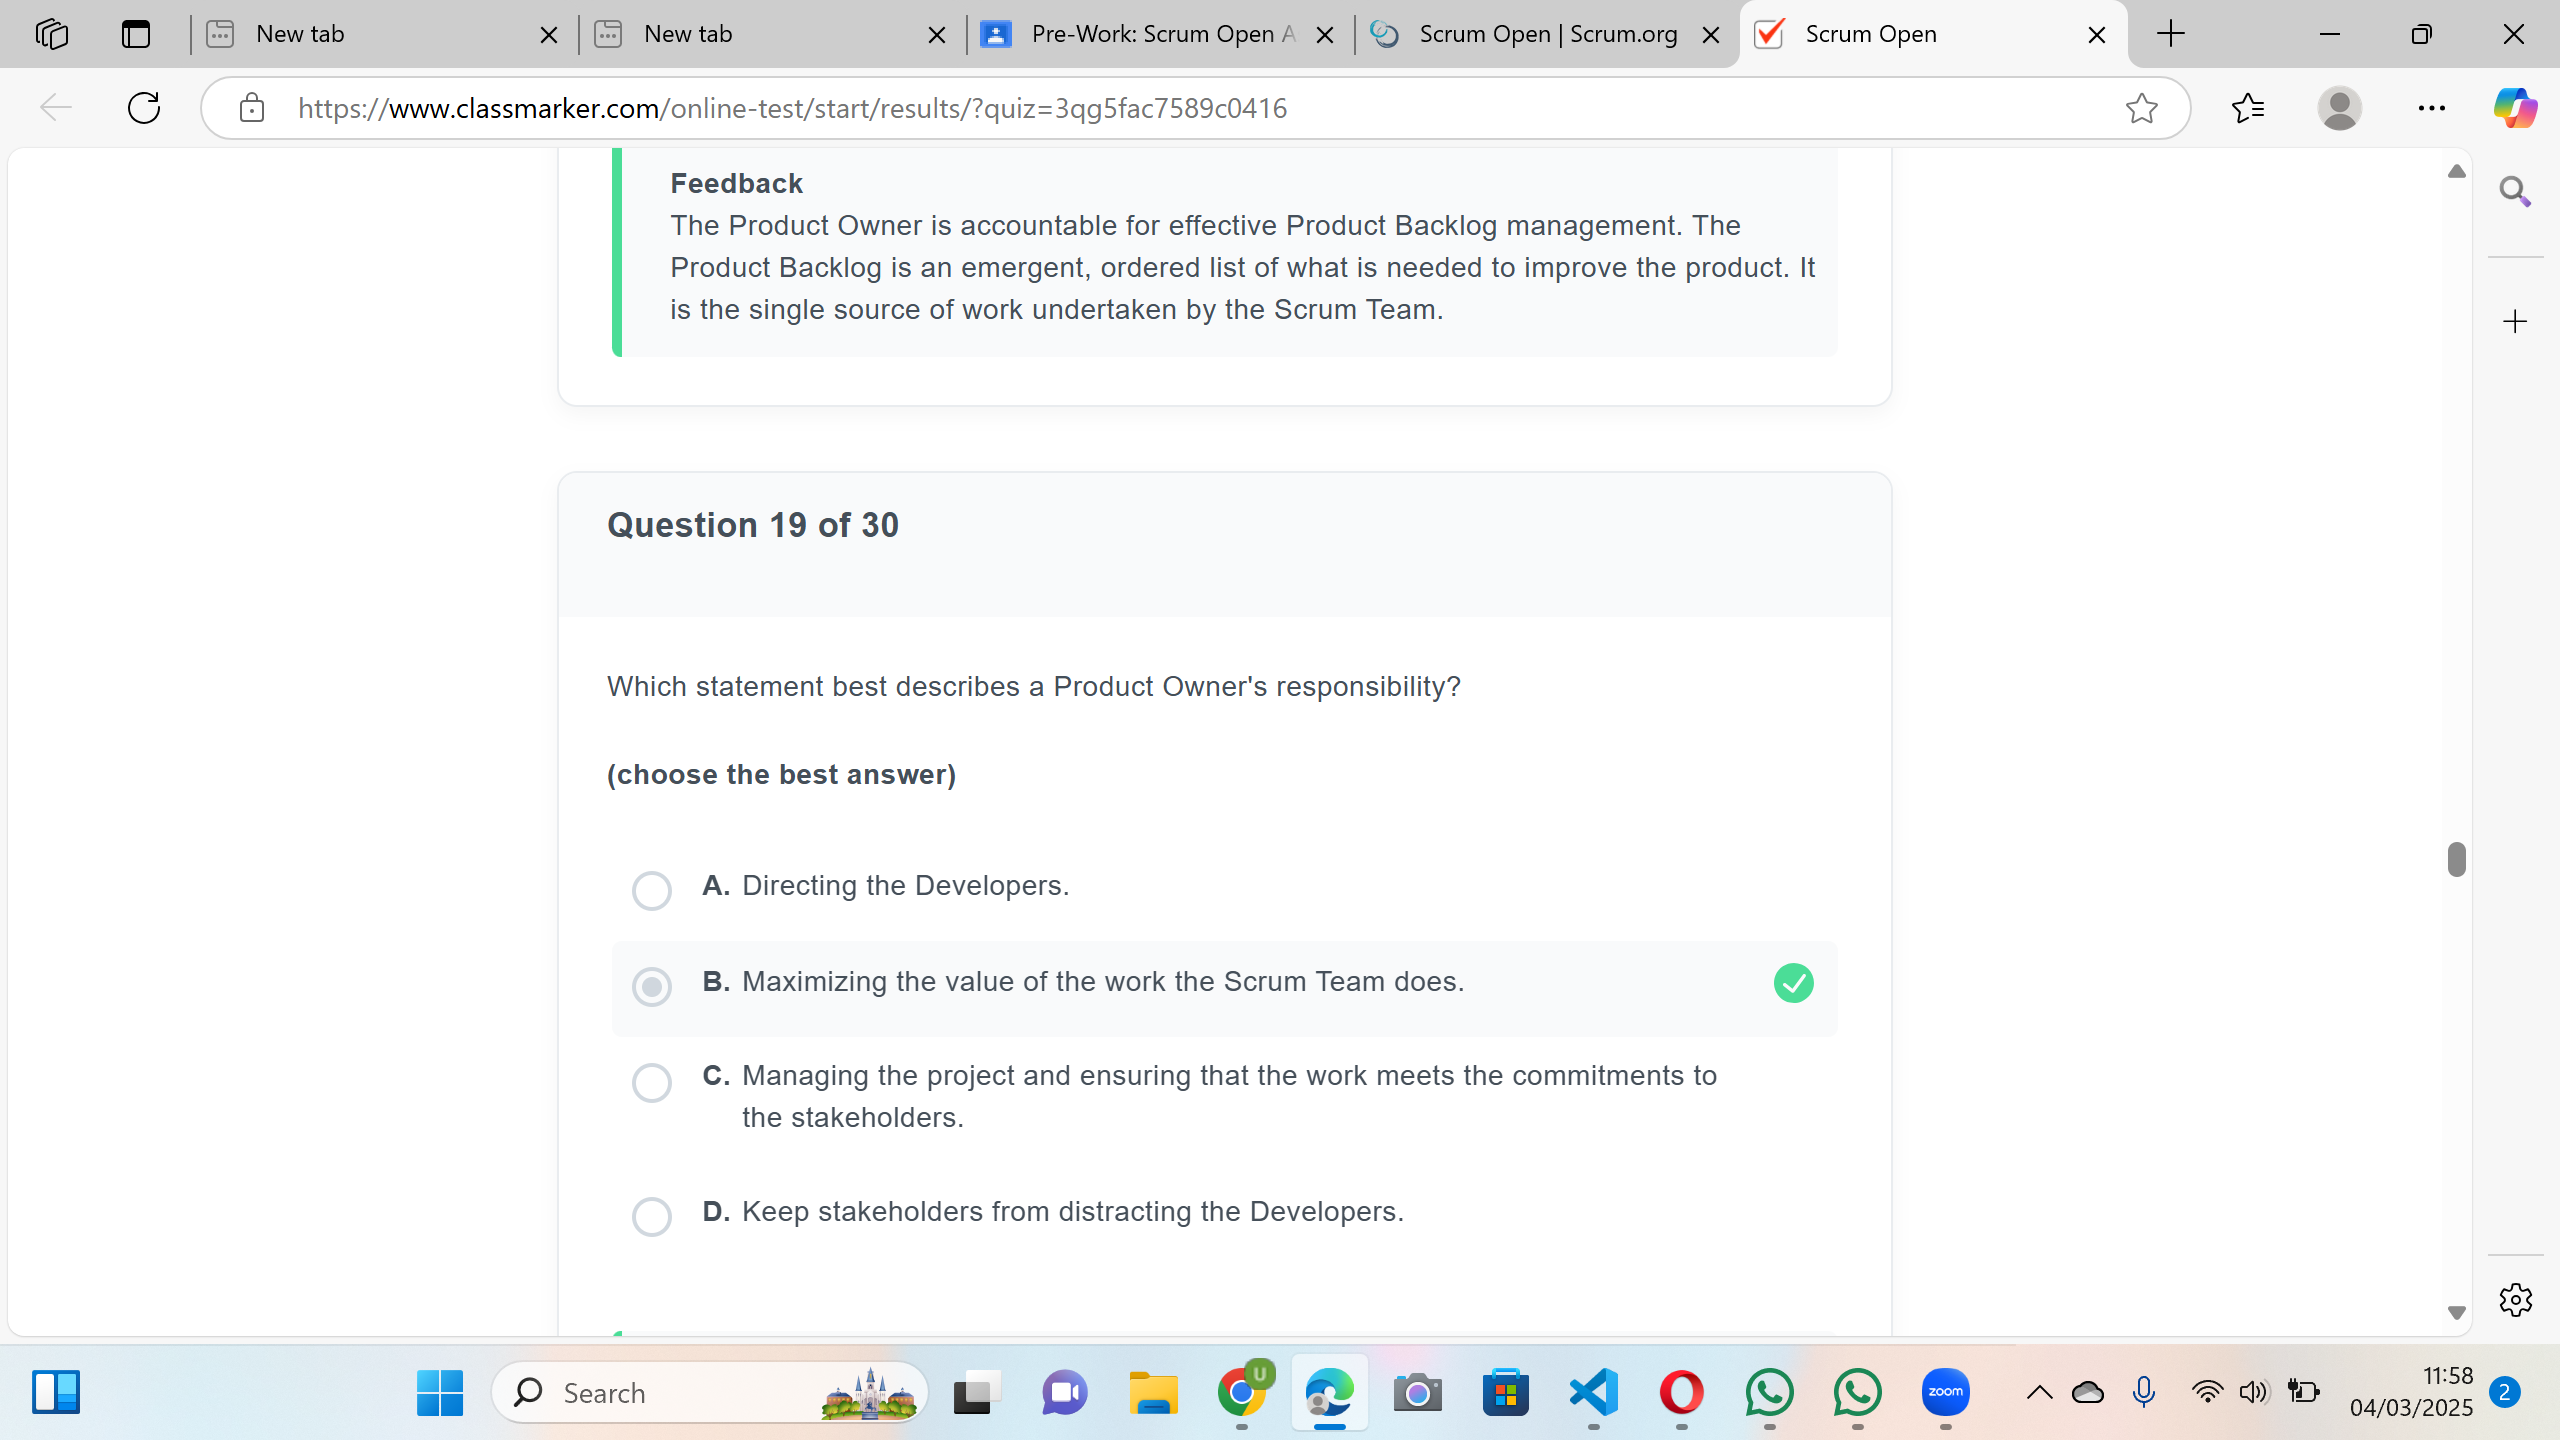 New tab
New tab
Pre-Work: Scrum Open A
Scrum Open | Scrum.org
Scrum Open
https://www.classmarker.com/online-test/start/results/?quiz=3qg5fac7589c0416
Feedback
The Product Owner is accountable for effective Product Backlog management. The
Product Backlog is an emergent, ordered list of what is needed to improve the product. It
is the single source of work undertaken by the Scrum Team.
Question 19 of 30
Which statement best describes a Product Owner's responsibility?
(choose the best answer)
A. Directing the Developers.
B. Maximizing the value of the work the Scrum Team does.
C. Managing the project and ensuring that the work meets the commitments to
the stakeholders.
D. Keep stakeholders from distracting the Developers.
Search
U
zoom
11:58
04/03/2025
2